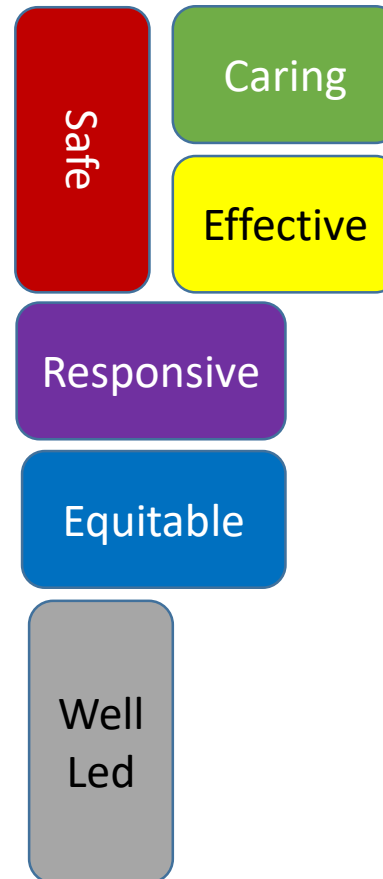 Safe
Caring
Effective
Responsive
Equitable
Well
Led